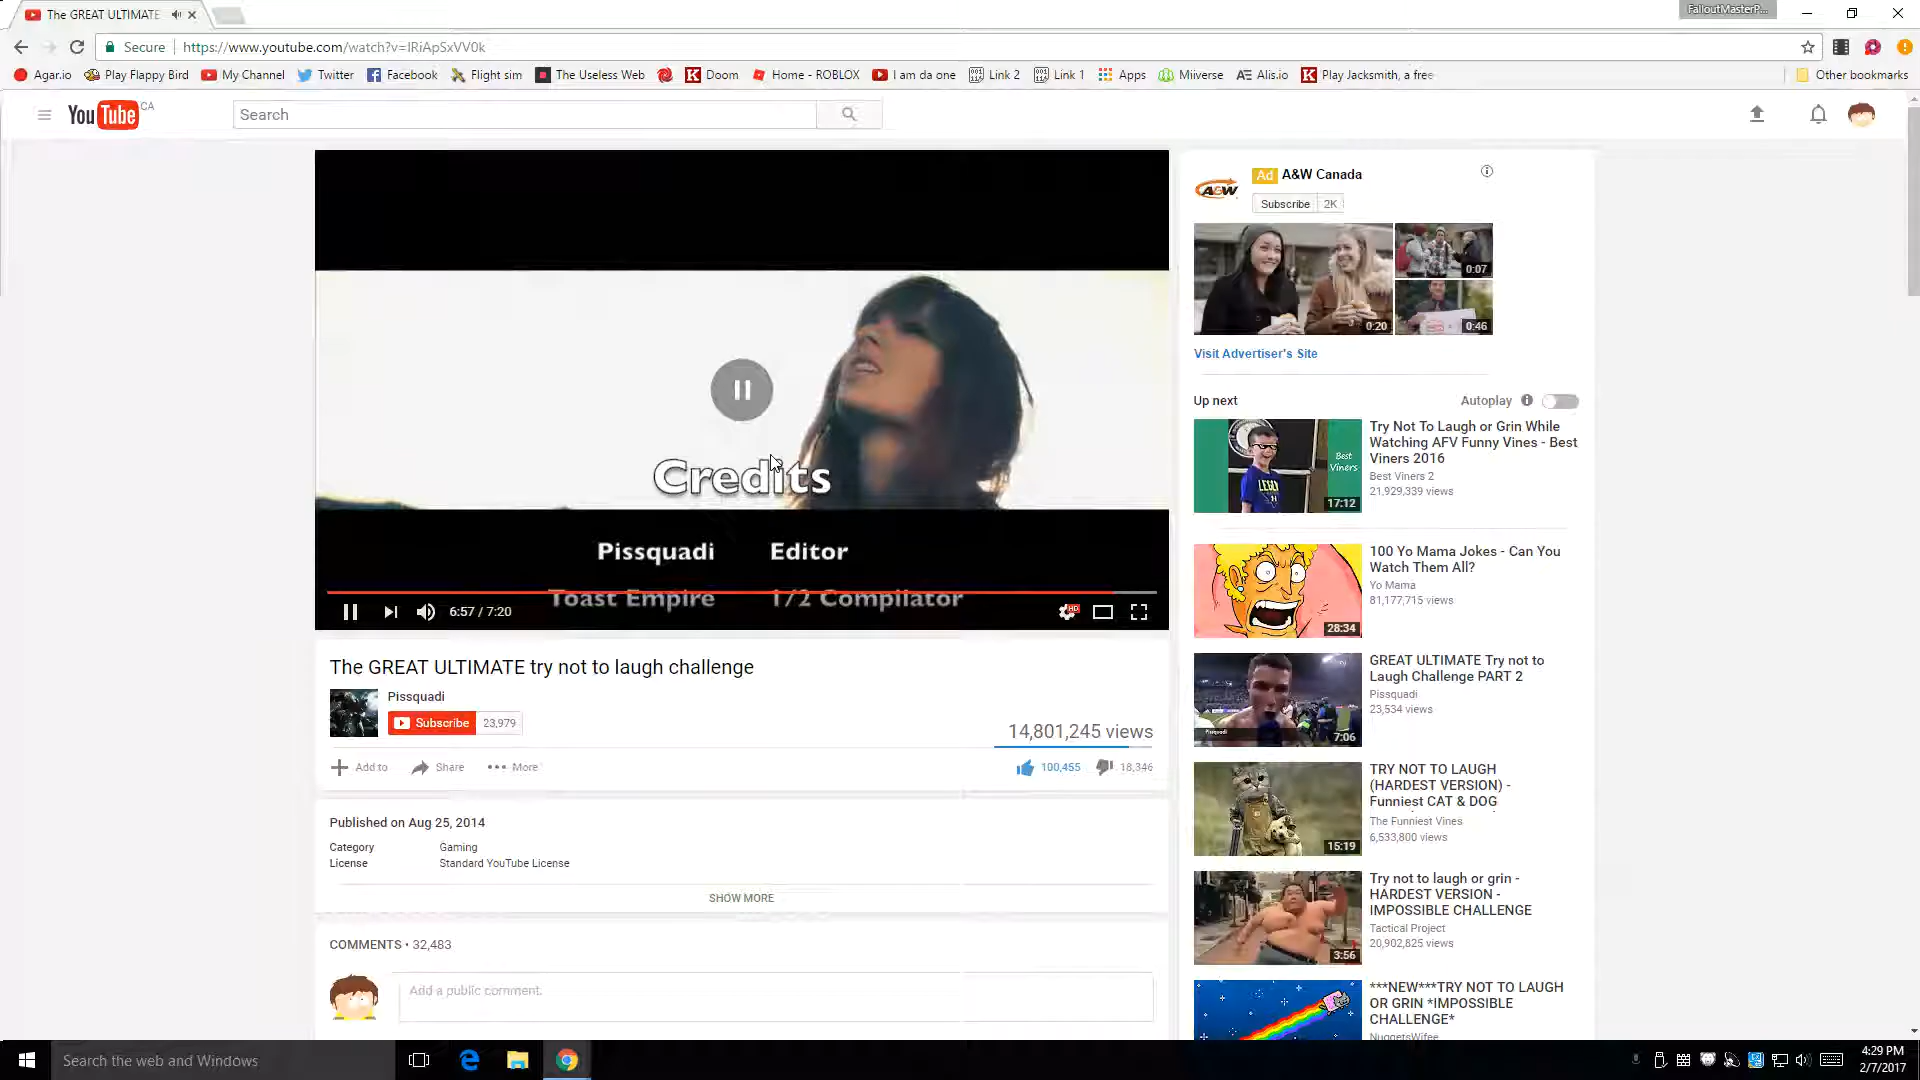 The GREAT ULTIMATE
FalloutMasterP...
Secure
https://www.youtube.com/watch?v=IRiApSxVV0k
Agar.io
Play Flappy Bird
My Channel
Twitter
Facebook
Flight sim
The Useless Web
Doom
Home - ROBLOX
I am da one
Link 2
Link 1
Apps
Miiverse
Alis.io
Play Jacksmith, a free
Other bookmarks
YouTube CA
Search
Credits
Pissquadi Editor
Toast Empire 1/2 Compilator
6:57 / 7:20
HD
The GREAT ULTIMATE try not to laugh challenge
Pissquadi
Subscribe 23,979
14,801,245 views
Add to
Share
More
100,455
18,346
Published on Aug 25, 2014
Category Gaming
License Standard YouTube License
SHOW MORE
COMMENTS • 32,483
Add a public comment.
A&W
Ad A&W Canada
Subscribe 2K
0:20
0:07
0:46
Visit Advertiser's Site
Up next
Autoplay
Best
Viners
17:12
Try Not To Laugh or Grin While
Watching AFV Funny Vines - Best
Viners 2016
Best Viners 2
21,929,339 views
28:34
100 Yo Mama Jokes - Can You
Watch Them All?
Yo Mama
81,177,715 views
Pissquadi
7:06
GREAT ULTIMATE Try not to
Laugh Challenge PART 2
Pissquadi
23,534 views
15:19
TRY NOT TO LAUGH
(HARDEST VERSION) -
Funniest CAT & DOG
The Funniest Vines
6,533,800 views
3:56
Try not to laugh or grin -
HARDEST VERSION -
IMPOSSIBLE CHALLENGE
Tactical Project
20,902,825 views
***NEW***TRY NOT TO LAUGH
OR GRIN *IMPOSSIBLE
CHALLENGE*
NuggetsWifee
Search the web and Windows
4:29 PM
2/7/2017